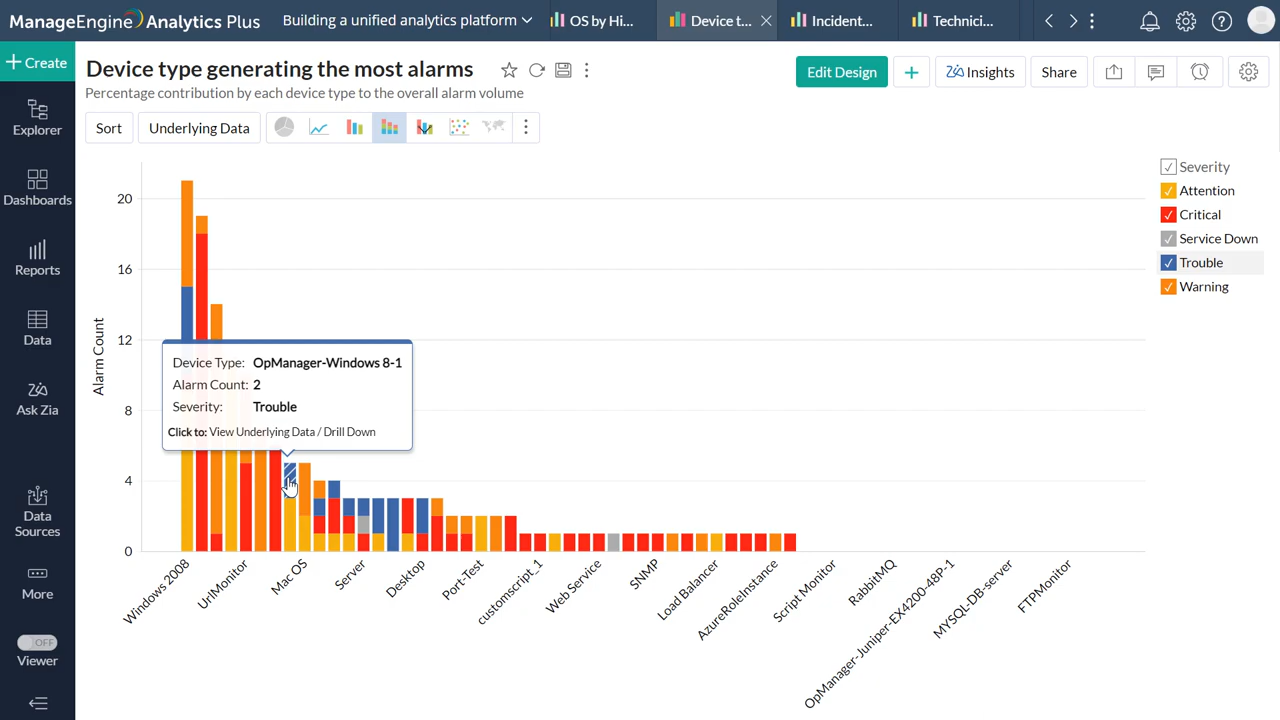 ManageEngine Analytics Plus
Building a unified analytics platform
OS by Hi...
Device t...
Incident...
Technici...
+ Create
Explorer
Dashboards
Reports
Data
Ask Zia
Data
Sources
More
OFF
Viewer
Device type generating the most alarms
Percentage contribution by each device type to the overall alarm volume
Edit Design
+
Insights
Share
Sort
Underlying Data
Alarm Count
20
16
12
8
4
0
Device Type: OpManager-Windows 8-1
Alarm Count: 2
Severity: Trouble
Click to: View Underlying Data / Drill Down
Windows 2008
UrlMonitor
Mac OS
Server
Desktop
Port-Test
customscript_1
Web Service
SNMP
Load Balancer
AzureRoleInstance
Script Monitor
RabbitMQ
OpManager-Juniper-EX4200-48P-1
MYSQL-DB-server
FTPMonitor
Severity
Attention
Critical
Service Down
Trouble
Warning